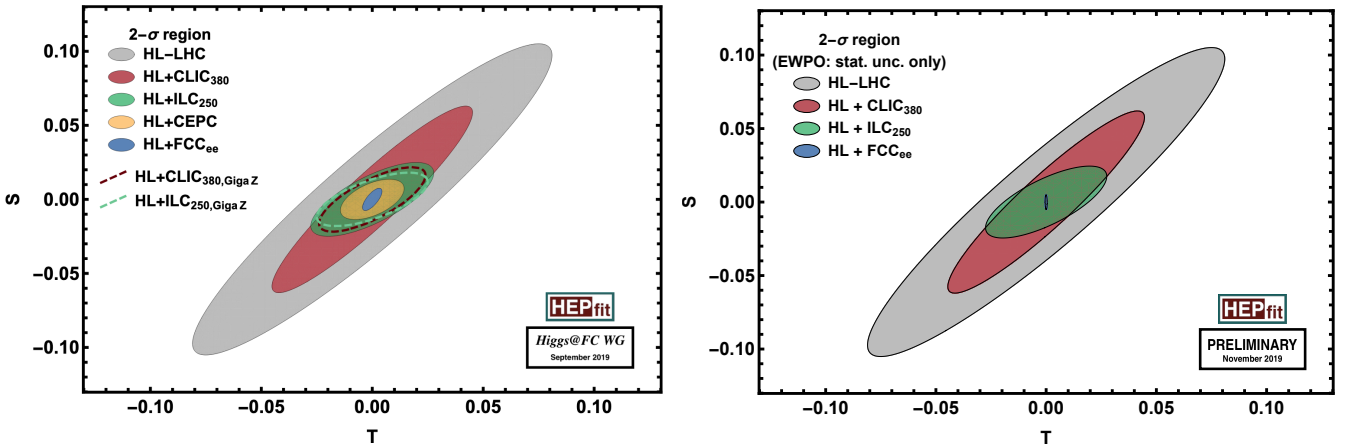 2−σ region
HL−LHC
HL+CLIC380
HL+ILC250
HL+CEPC
HL+FCCee
HL+CLIC380,Giga Z
HL+ILC250,Giga Z
S
0.10
0.05
0.00
−0.05
−0.10
−0.10
−0.05
0.00
0.05
0.10
T
HEPfit
Higgs@FC WG
September 2019
2−σ region
(EWPO: stat. unc. only)
HL−LHC
HL + CLIC380
HL + ILC250
HL + FCCee
S
0.10
0.05
0.00
−0.05
−0.10
−0.10
−0.05
0.00
0.05
0.10
T
HEPfit
PRELIMINARY
November 2019